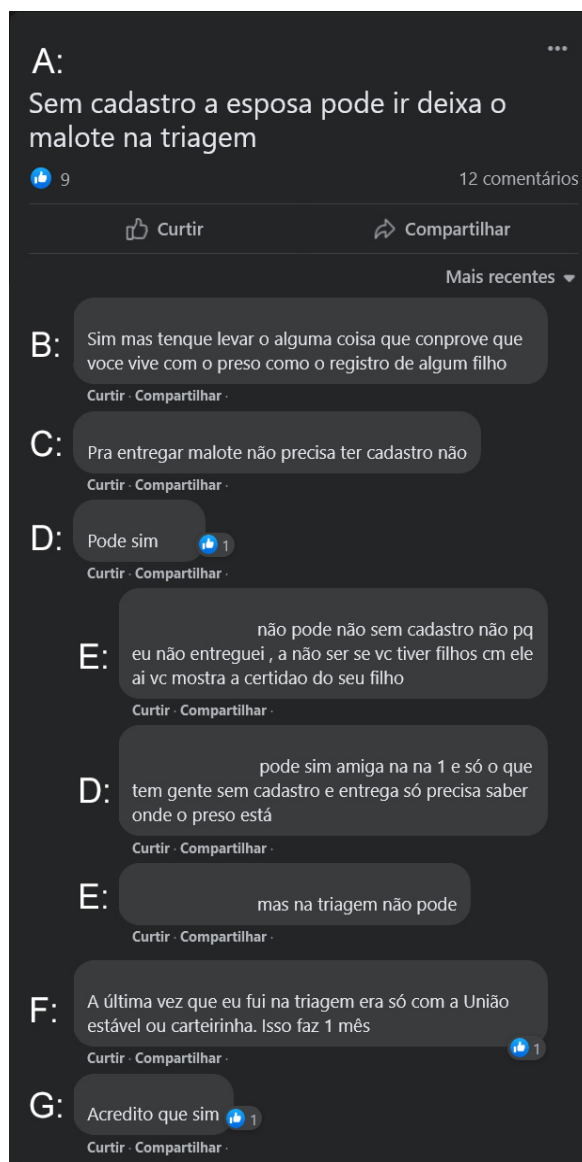 A:
Sem cadastro a esposa pode ir deixa o
malote na triagem
9
12 comentários
Curtir
Compartilhar
Mais recentes
B:
Sim mas tenque levar o alguma coisa que conprove que
voce vive com o preso como o registro de algum filho
Curtir · Compartilhar ·
C:
Pra entregar malote não precisa ter cadastro não
Curtir · Compartilhar ·
D:
Pode sim
1
Curtir · Compartilhar ·
E:
não pode não sem cadastro não pq
eu não entreguei , a não ser se vc tiver filhos cm ele
ai vc mostra a certidao do seu filho
Curtir · Compartilhar ·
D:
pode sim amiga na na 1 e só o que
tem gente sem cadastro e entrega só precisa saber
onde o preso está
Curtir · Compartilhar ·
E:
mas na triagem não pode
Curtir · Compartilhar ·
F:
A última vez que eu fui na triagem era só com a União
estável ou carteirinha. Isso faz 1 mês
1
Curtir · Compartilhar ·
G:
Acredito que sim
1
Curtir · Compartilhar ·